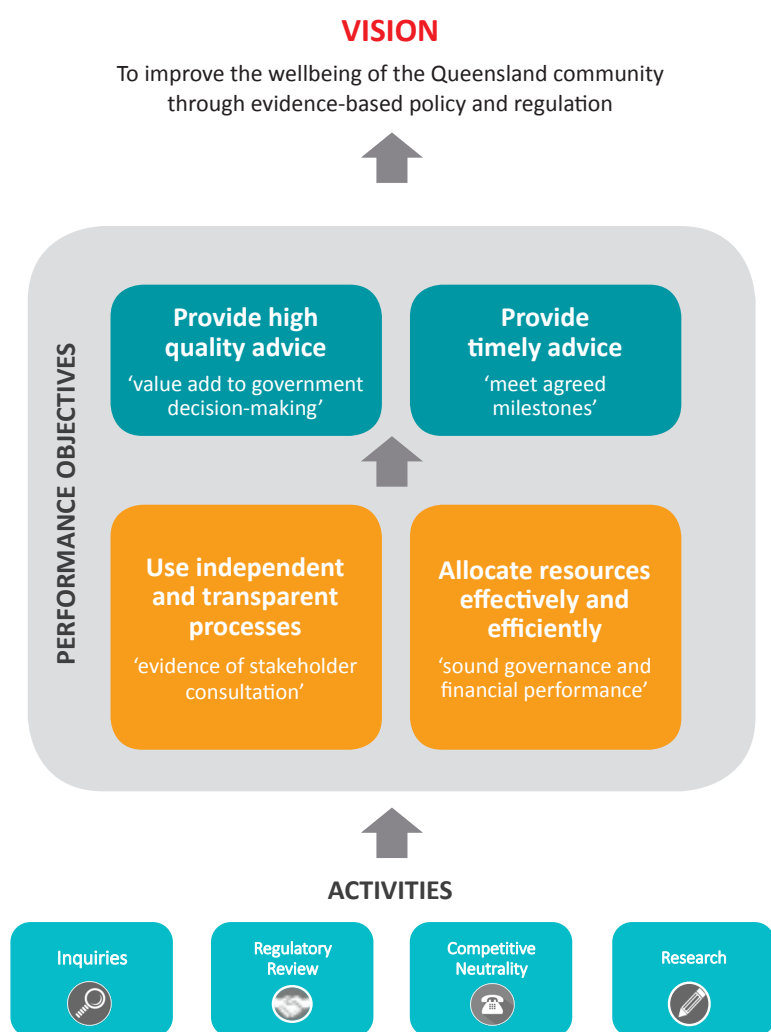 VISION
To improve the wellbeing of the Queensland community
through evidence-based policy and regulation
PERFORMANCE OBJECTIVES
Provide high
quality advice
‘value add to government
decision-making’
Provide
timely advice
‘meet agreed
milestones’
Use independent
and transparent
processes
‘evidence of stakeholder
consultation’
Allocate resources
effectively and
efficiently
‘sound governance and
financial performance’
ACTIVITIES
Inquiries
Regulatory
Review
Competitive
Neutrality
Research